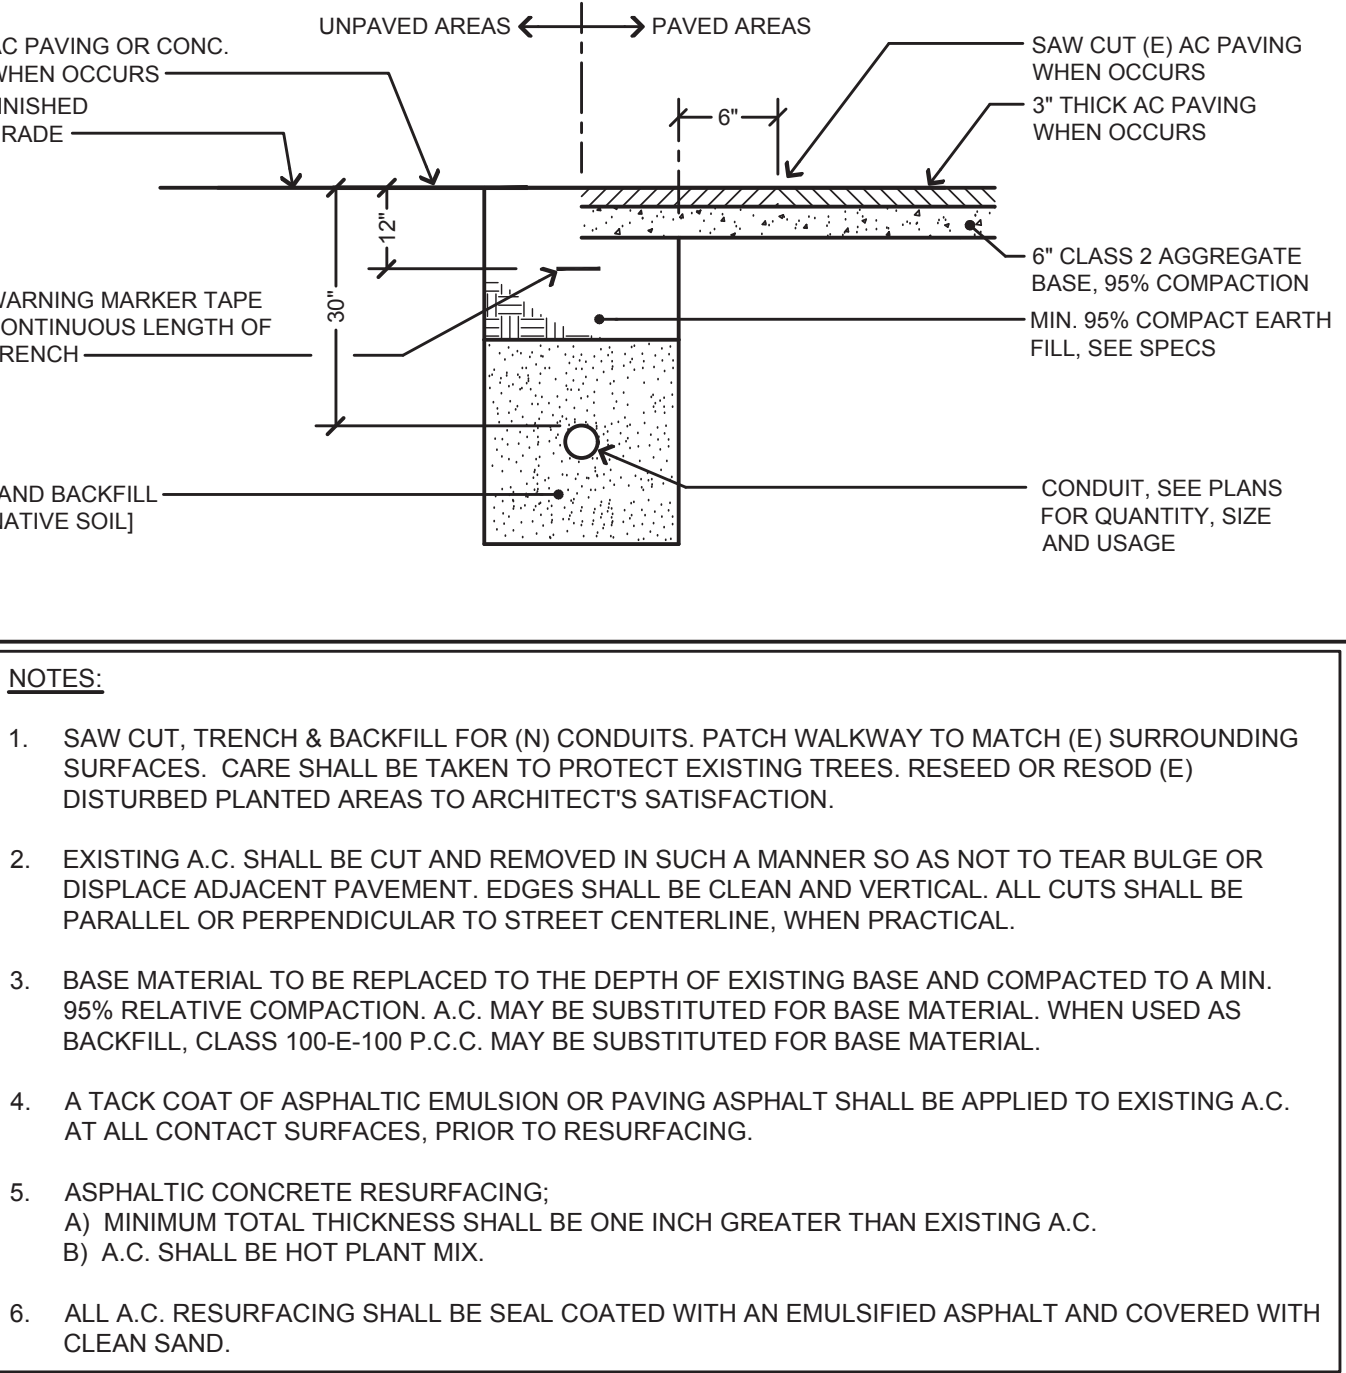 UNPAVED AREAS
PAVED AREAS
AC PAVING OR CONC.
WHEN OCCURS
FINISHED
GRADE
6"
SAW CUT (E) AC PAVING
WHEN OCCURS
3" THICK AC PAVING
WHEN OCCURS
12"
30"
WARNING MARKER TAPE
CONTINUOUS LENGTH OF
TRENCH
6" CLASS 2 AGGREGATE
BASE, 95% COMPACTION
MIN. 95% COMPACT EARTH
FILL, SEE SPECS
AND BACKFILL
NATIVE SOIL]
CONDUIT, SEE PLANS
FOR QUANTITY, SIZE
AND USAGE
NOTES:
1. SAW CUT, TRENCH & BACKFILL FOR (N) CONDUITS. PATCH WALKWAY TO MATCH (E) SURROUNDING
SURFACES. CARE SHALL BE TAKEN TO PROTECT EXISTING TREES. RESEED OR RESOD (E)
DISTURBED PLANTED AREAS TO ARCHITECT'S SATISFACTION.
2. EXISTING A.C. SHALL BE CUT AND REMOVED IN SUCH A MANNER SO AS NOT TO TEAR BULGE OR
DISPLACE ADJACENT PAVEMENT. EDGES SHALL BE CLEAN AND VERTICAL. ALL CUTS SHALL BE
PARALLEL OR PERPENDICULAR TO STREET CENTERLINE, WHEN PRACTICAL.
3. BASE MATERIAL TO BE REPLACED TO THE DEPTH OF EXISTING BASE AND COMPACTED TO A MIN.
95% RELATIVE COMPACTION. A.C. MAY BE SUBSTITUTED FOR BASE MATERIAL. WHEN USED AS
BACKFILL, CLASS 100-E-100 P.C.C. MAY BE SUBSTITUTED FOR BASE MATERIAL.
4. A TACK COAT OF ASPHALTIC EMULSION OR PAVING ASPHALT SHALL BE APPLIED TO EXISTING A.C.
AT ALL CONTACT SURFACES, PRIOR TO RESURFACING.
5. ASPHALTIC CONCRETE RESURFACING;
A) MINIMUM TOTAL THICKNESS SHALL BE ONE INCH GREATER THAN EXISTING A.C.
B) A.C. SHALL BE HOT PLANT MIX.
6. ALL A.C. RESURFACING SHALL BE SEAL COATED WITH AN EMULSIFIED ASPHALT AND COVERED WITH
CLEAN SAND.